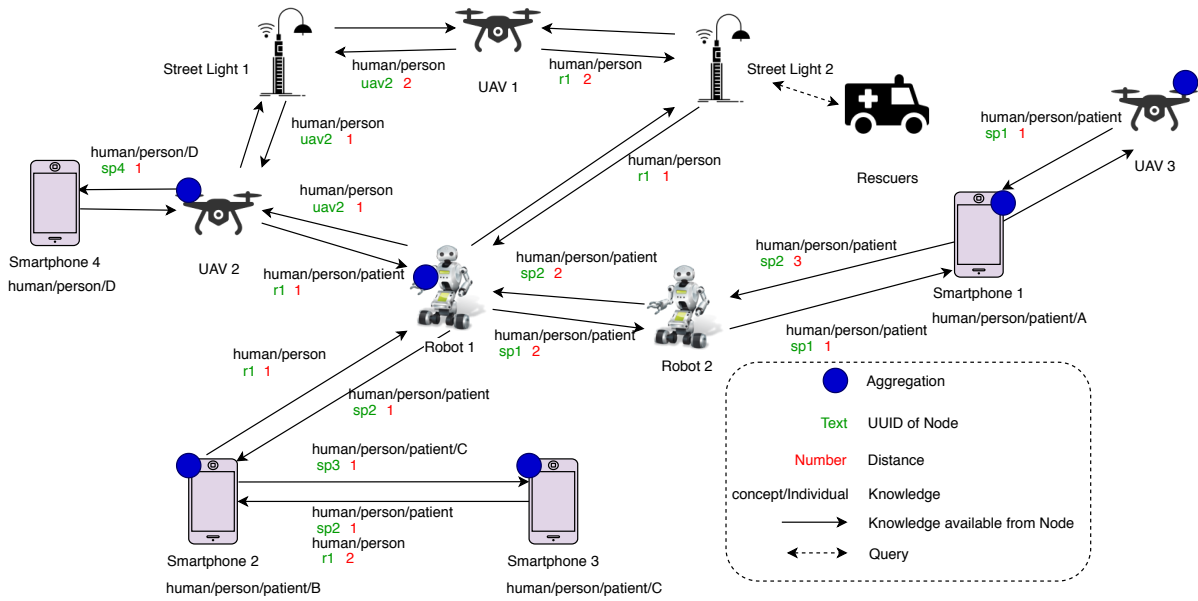 Street Light 1
human/person
uav2 2
UAV 1
human/person
r1 2
Street Light 2
human/person/patient
sp1 1
UAV 3
human/person
uav2 1
human/person/D
sp4 1
Smartphone 4
human/person/D
UAV 2
human/person
uav2 1
human/person
r1 1
Rescuers
human/person/patient
r1 1
Robot 1
human/person/patient
sp2 2
human/person/patient
sp1 2
Robot 2
human/person/patient
sp2 3
Smartphone 1
human/person/patient/A
human/person/patient
sp1 1
human/person
r1 1
human/person/patient
sp2 1
human/person/patient/C
sp3 1
human/person/patient
sp2 1
human/person
r1 2
Smartphone 2
human/person/patient/B
Smartphone 3
human/person/patient/C
Aggregation
Text UUID of Node
Number Distance
concept/Individual Knowledge
Knowledge available from Node
Query